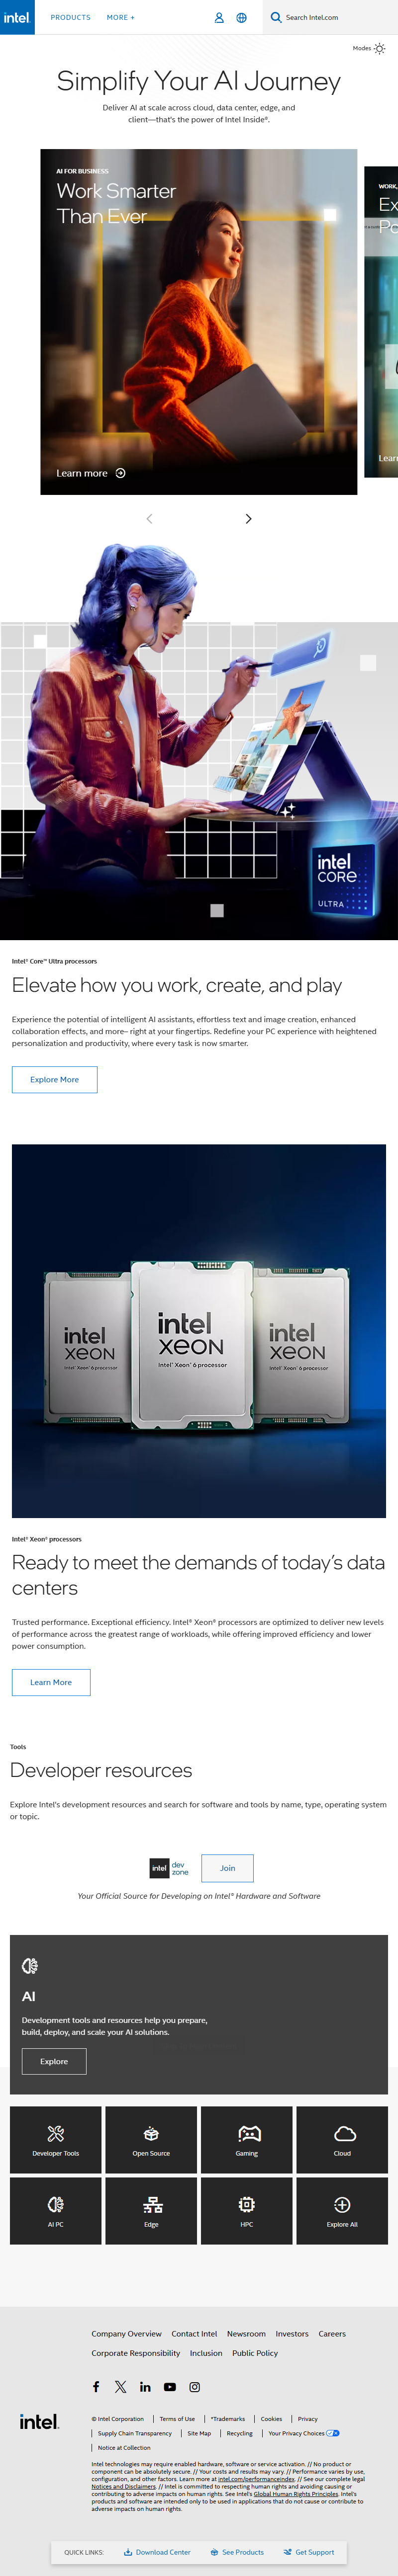 intel.
PRODUCTS
MORE +
Search Intel.com
Modes
Simplify Your AI Journey
Deliver AI at scale across cloud, data center, edge, and
client—that's the power of Intel Inside®.
AI FOR BUSINESS
Work Smarter
Than Ever
Learn more
WORK,
Ex
Po
Lear
intel
CORE
ULTRA
Intel® Core™ Ultra processors
Elevate how you work, create, and play
Experience the potential of intelligent AI assistants, effortless text and image creation, enhanced
collaboration effects, and more– right at your fingertips. Redefine your PC experience with heightened
personalization and productivity, where every task is now smarter.
Explore More
intel
XEON
Intel® Xeon® 6 processor
intel
XEON
Intel® Xeon® 6 processor
intel
XEON
Intel® Xeon® 6 processor
Intel® Xeon® processors
Ready to meet the demands of today's data
centers
Trusted performance. Exceptional efficiency. Intel® Xeon® processors are optimized to deliver new levels
of performance across the greatest range of workloads, while offering improved efficiency and lower
power consumption.
Learn More
Tools
Developer resources
Explore Intel's development resources and search for software and tools by name, type, operating system
or topic.
intel
dev
zone
Join
Your Official Source for Developing on Intel® Hardware and Software
AI
Development tools and resources help you prepare,
build, deploy, and scale your AI solutions.
Explore
Developer Tools
Open Source
Gaming
Cloud
AI PC
Edge
HPC
Explore All
Company Overview
Contact Intel
Newsroom
Investors
Careers
Corporate Responsibility
Inclusion
Public Policy
intel.
© Intel Corporation
Terms of Use
*Trademarks
Cookies
Privacy
Supply Chain Transparency
Site Map
Recycling
Your Privacy Choices
Notice at Collection
Intel technologies may require enabled hardware, software or service activation. // No product or
component can be absolutely secure. // Your costs and results may vary. // Performance varies by use,
configuration, and other factors. Learn more at intel.com/performanceindex. // See our complete legal
Notices and Disclaimers. // Intel is committed to respecting human rights and avoiding causing or
contributing to adverse impacts on human rights. See Intel's Global Human Rights Principles. Intel's
products and software are intended only to be used in applications that do not cause or contribute to
adverse impacts on human rights.
QUICK LINKS:
Download Center
See Products
Get Support